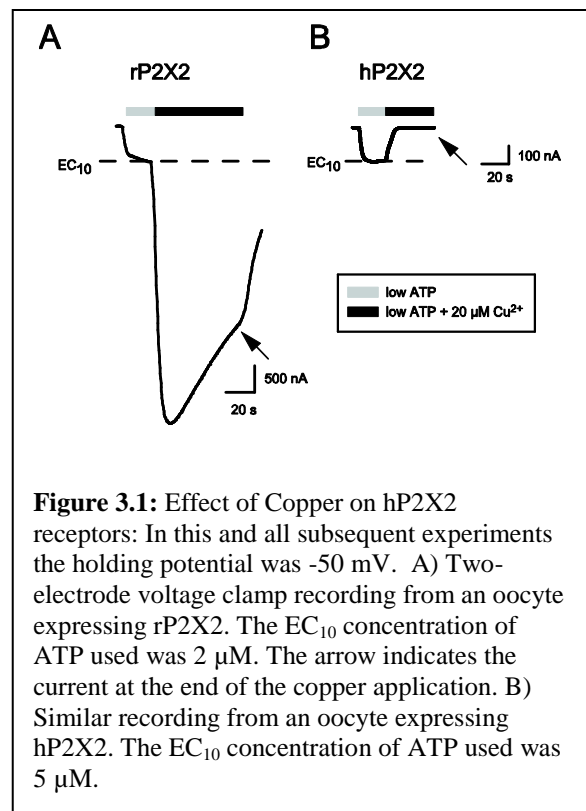 A
B
rP2X2
hP2X2
EC10
EC10
100 nA
20 s
low ATP
low ATP + 20 µM Cu2+
500 nA
20 s
Figure 3.1: Effect of Copper on hP2X2
receptors: In this and all subsequent experiments
the holding potential was -50 mV. A) Two-
electrode voltage clamp recording from an oocyte
expressing rP2X2. The EC10 concentration of
ATP used was 2 µM. The arrow indicates the
current at the end of the copper application. B)
Similar recording from an oocyte expressing
hP2X2. The EC10 concentration of ATP used was
5 µM.